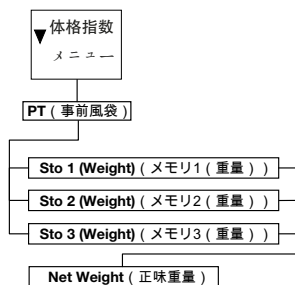 体格指数
メニュー
PT（事前風袋）
Sto 1 (Weight)（メモリ1（重量））
Sto 2 (Weight)（メモリ2（重量））
Sto 3 (Weight)（メモリ3（重量））
Net Weight（正味重量）